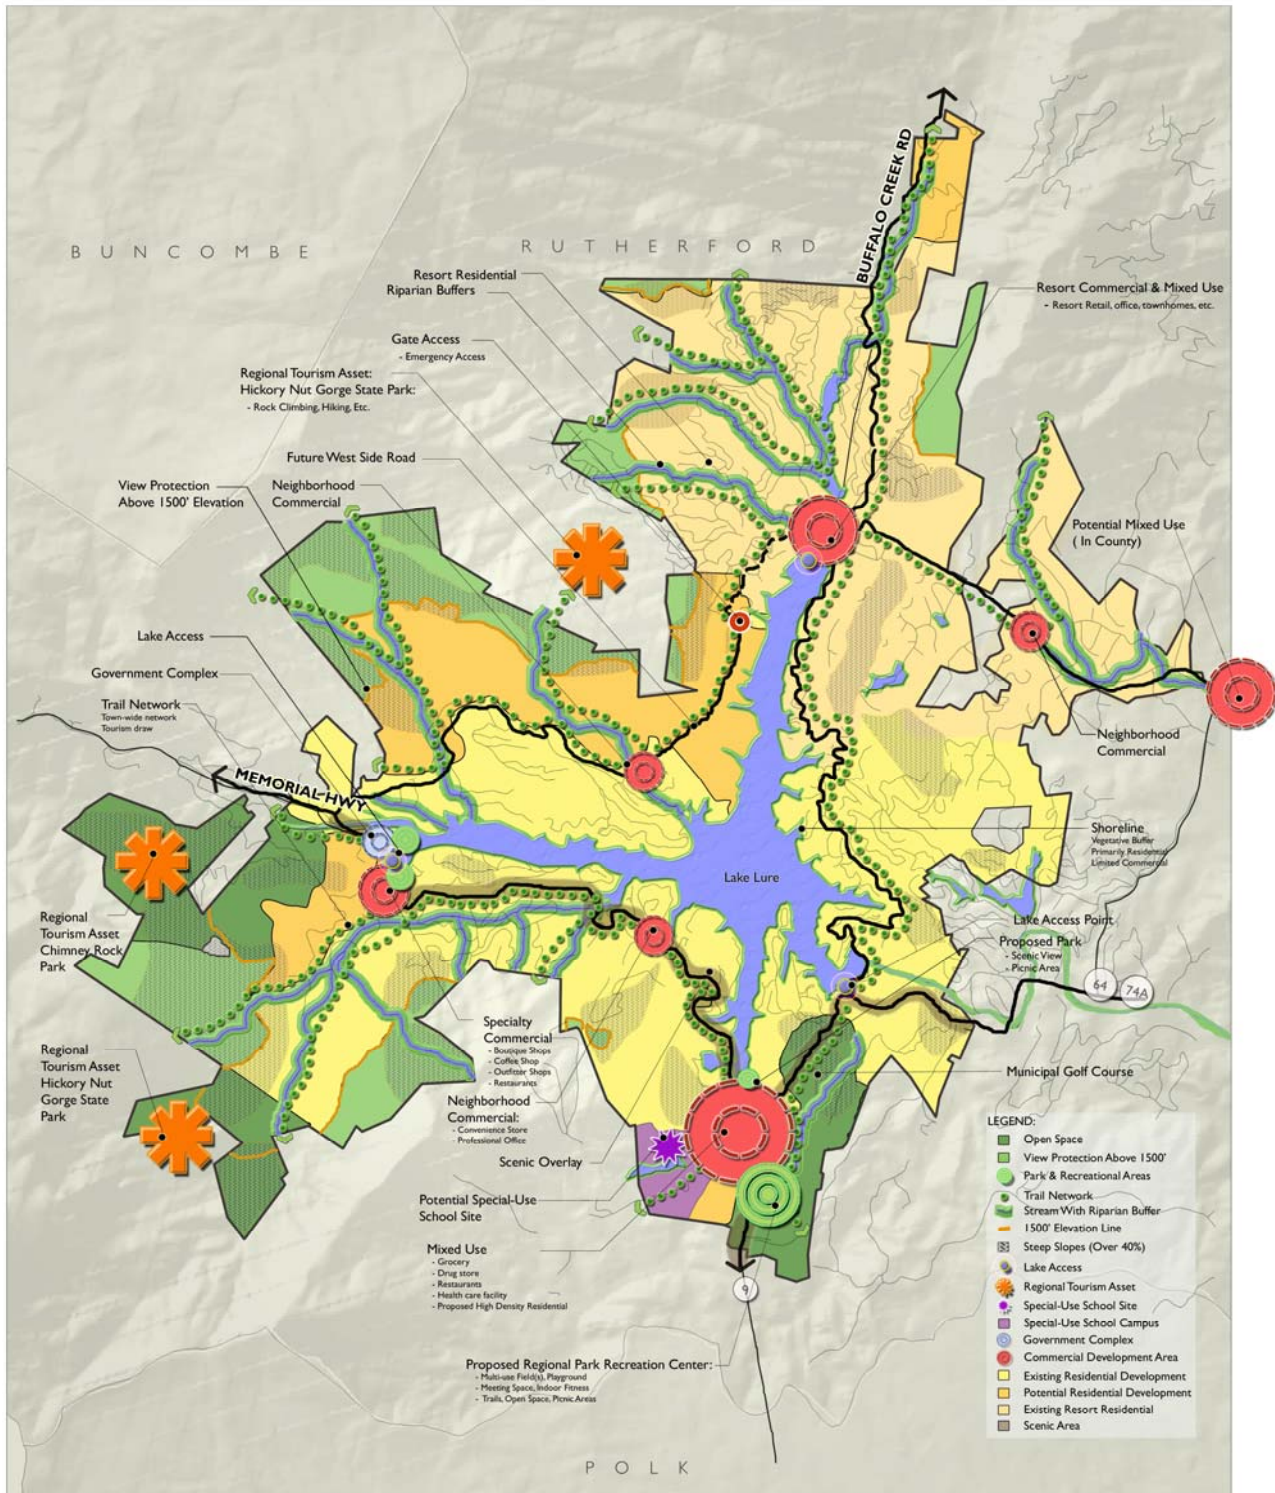 BUNCOMBE
RUTHERFORD
BUFFALO CREEK RD
Resort Residential
Riparian Buffers
Resort Commercial & Mixed Use
- Resort Retail, office, townhomes, etc.
Gate Access
- Emergency Access
Regional Tourism Asset:
Hickory Nut Gorge State Park:
- Rock Climbing, Hiking, Etc.
Future West Side Road
View Protection
Above 1500' Elevation
Neighborhood
Commercial
Potential Mixed Use
( In County)
Lake Access
Government Complex
Trail Network
Town-wide network
Tourism draw
MEMORIAL HWY
Neighborhood
Commercial
Shoreline
Vegetative Buffer
Primarily Residential
Limited Commercial
Lake Lure
Regional
Tourism Asset
Chimney Rock
Park
Lake Access Point
Proposed Park
- Scenic View
- Picnic Area
64
74A
Specialty
Commercial
- Boutique Shops
- Coffee Shop
- Outfitter Shops
- Restaurants
Regional
Tourism Asset
Hickory Nut
Gorge State
Park
Municipal Golf Course
Neighborhood
Commercial:
- Convenience Store
- Professional Office
Scenic Overlay
Potential Special-Use
School Site
Mixed Use
- Grocery
- Drug store
- Restaurants
- Health care facility
- Proposed High Density Residential
9
Proposed Regional Park Recreation Center:
- Multi-use Field(s), Playground
- Meeting Space, Indoor Fitness
- Trails, Open Space, Picnic Areas
LEGEND:
Open Space
View Protection Above 1500'
Park & Recreational Areas
Trail Network
Stream With Riparian Buffer
1500' Elevation Line
Steep Slopes (Over 40%)
Lake Access
Regional Tourism Asset
Special-Use School Site
Special-Use School Campus
Government Complex
Commercial Development Area
Existing Residential Development
Potential Residential Development
Existing Resort Residential
Scenic Area
POLK